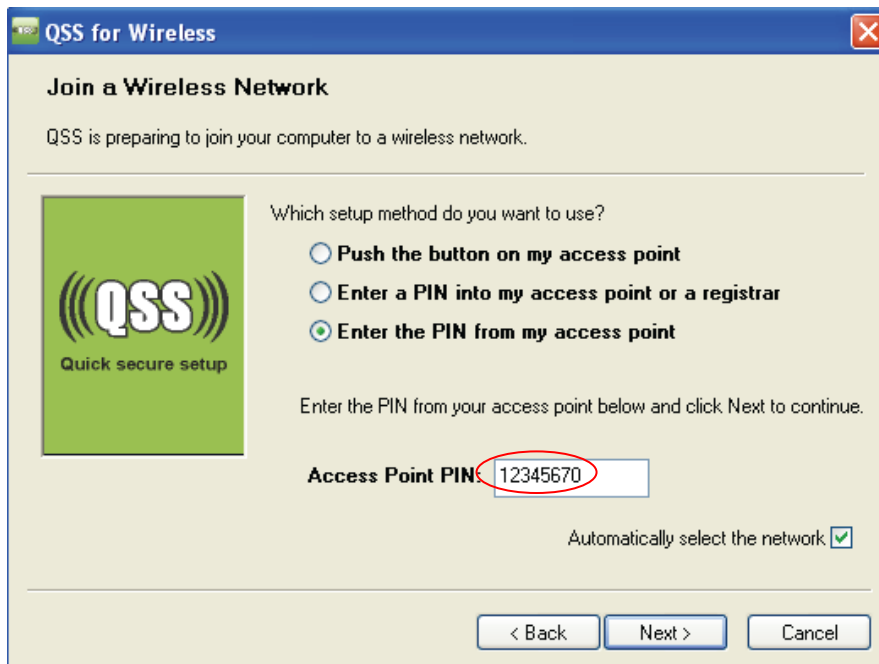 QSS for Wireless
Join a Wireless Network
QSS is preparing to join your computer to a wireless network.
Which setup method do you want to use?
Push the button on my access point
Enter a PIN into my access point or a registrar
Enter the PIN from my access point
(((QSS)))
Quick secure setup
Enter the PIN from your access point below and click Next to continue.
Access Point PIN: 12345670
Automatically select the network
< Back Next > Cancel